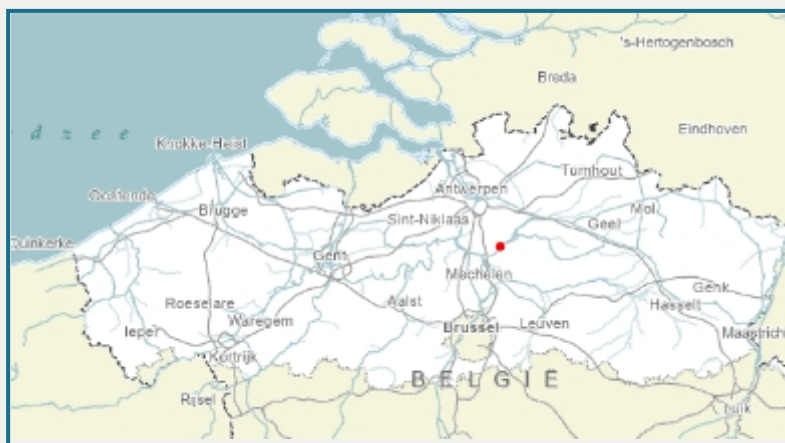 's-Hertogenbosch
Breda
d z e e
Eindhoven
Knokke-Heist
Turnhout
Antwerpen
Oostende
Mol
Brugge
Sint-Niklaas
Geel
Duinkerke
Gent
Mechelen
Genk
Roeselare
Aalst
Hasselt
Waregem
Ieper
Brussel
Leuven
Maastrich
Kortrijk
BELGIË
Rijsel
Luik